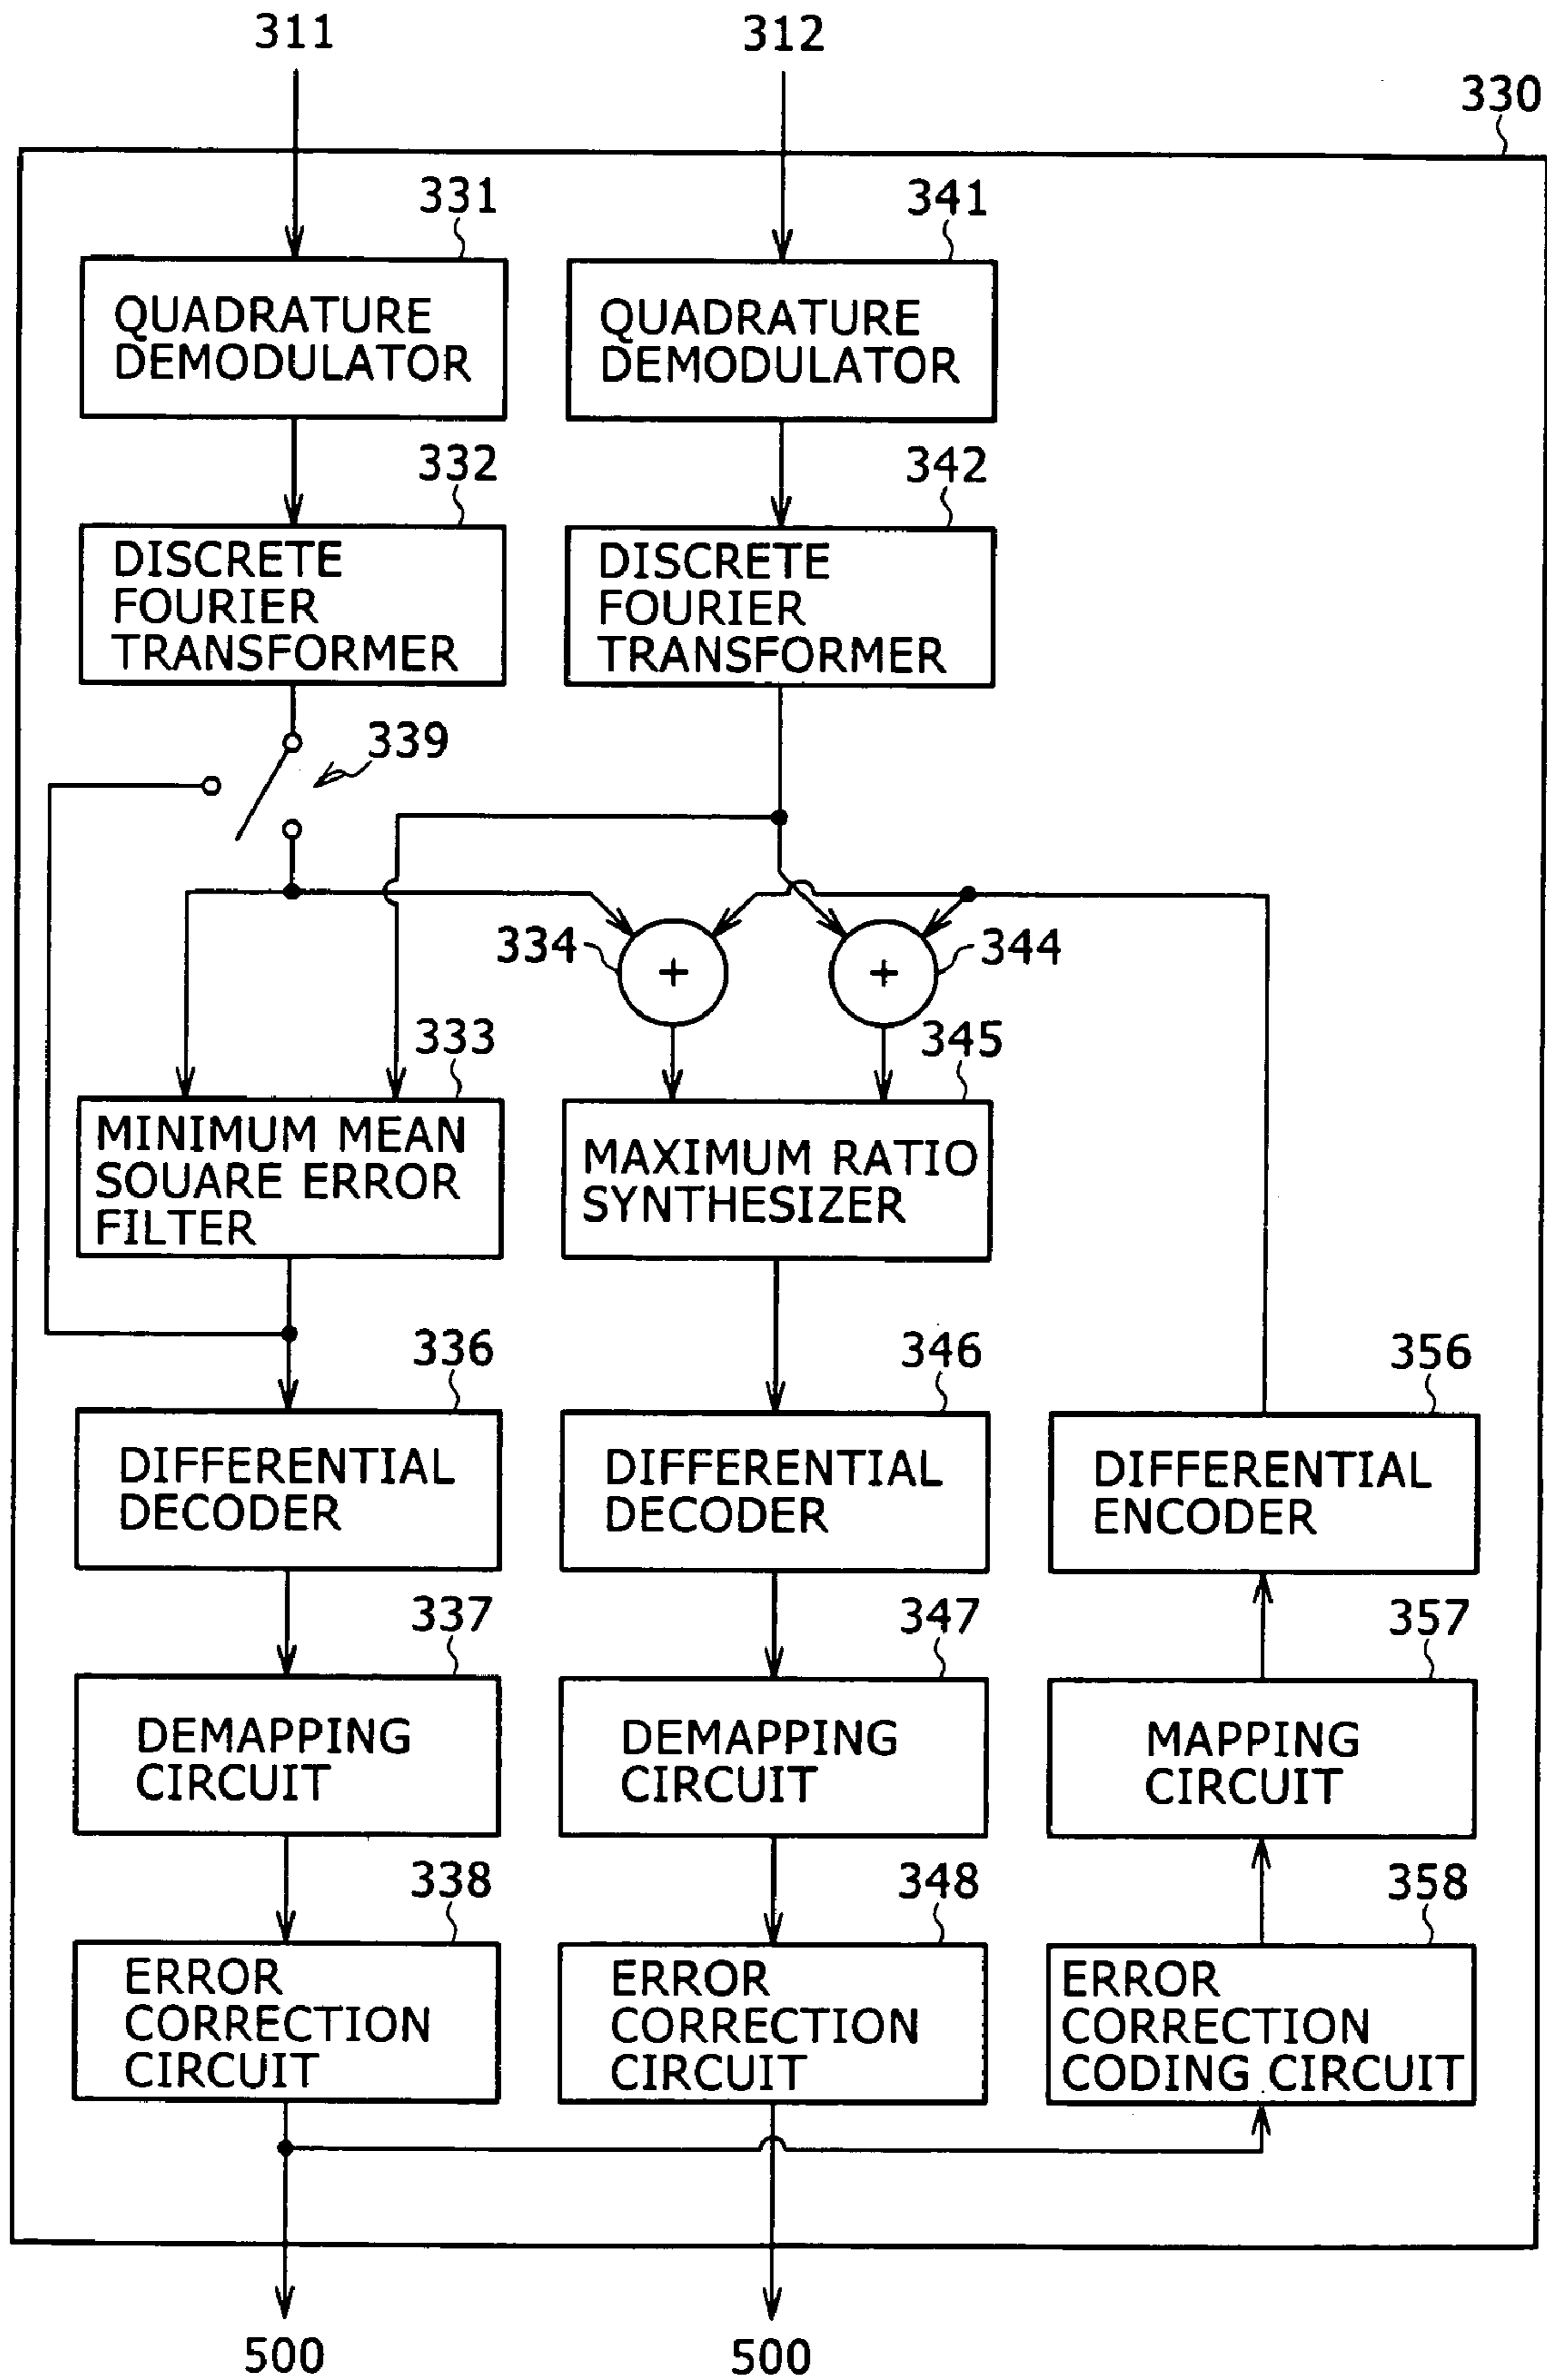 311
312
330
331
341
QUADRATURE
DEMODULATOR
QUADRATURE
DEMODULATOR
332
342
DISCRETE
FOURIER
TRANSFORMER
DISCRETE
FOURIER
TRANSFORMER
339
334
+
+
344
333
345
MINIMUM MEAN
SQUARE ERROR
FILTER
MAXIMUM RATIO
SYNTHESIZER
336
346
356
DIFFERENTIAL
DECODER
DIFFERENTIAL
DECODER
DIFFERENTIAL
ENCODER
337
347
357
DEMAPPING
CIRCUIT
DEMAPPING
CIRCUIT
MAPPING
CIRCUIT
338
348
358
ERROR
CORRECTION
CIRCUIT
ERROR
CORRECTION
CIRCUIT
ERROR
CORRECTION
CODING CIRCUIT
500
500